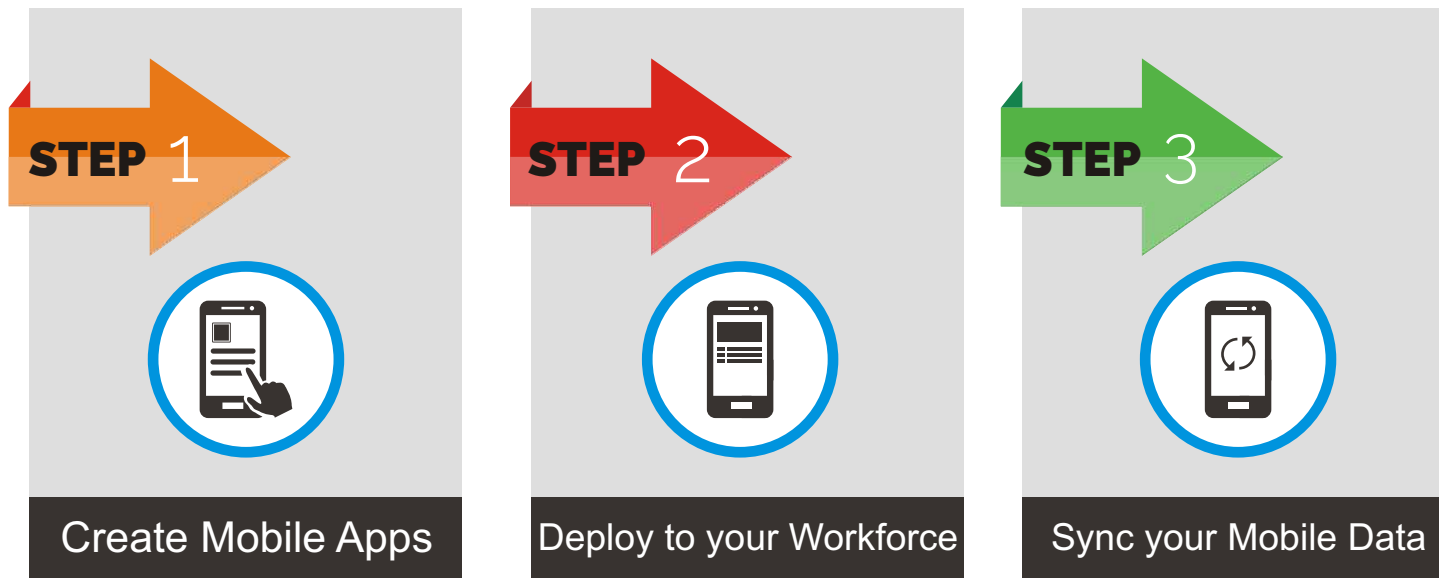 STEP 1
Create Mobile Apps
STEP 2
Deploy to your Workforce
STEP 3
Sync your Mobile Data